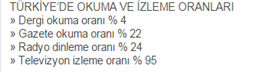 TÜRKİYE'DE OKUMA VE İZLEME ORANLARI
» Dergi okuma oranı % 4
» Gazete okuma oranı % 22
» Radyo dinleme oranı % 24
» Televizyon izleme oranı % 95